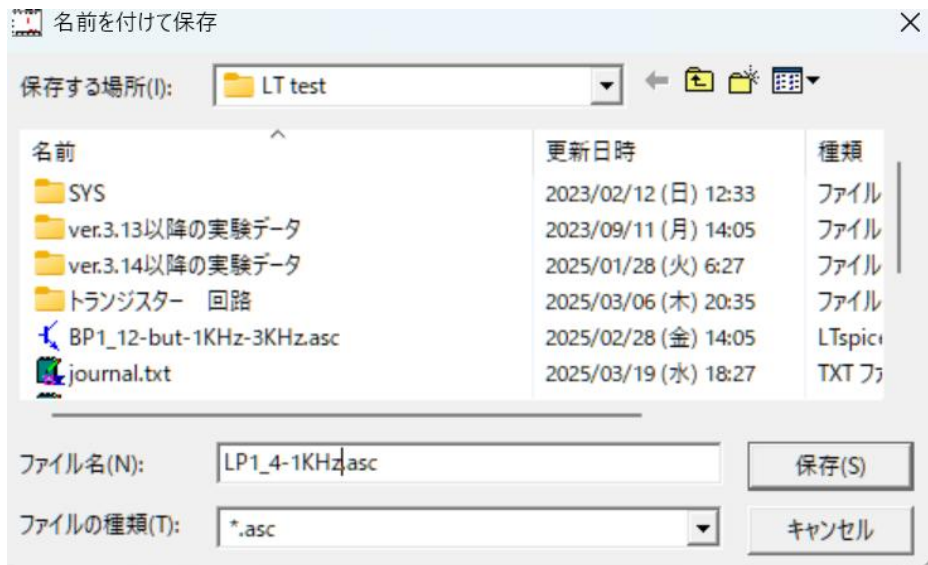 名前を付けて保存
保存する場所(I): LT test
名前 更新日時 種類
SYS 2023/02/12 (日) 12:33 ファイル
ver.3.13以降の実験データ 2023/09/11 (月) 14:05 ファイル
ver.3.14以降の実験データ 2025/01/28 (火) 6:27 ファイル
トランジスター　回路 2025/03/06 (木) 20:35 ファイル
BP1_12-but-1KHz-3KHz.asc 2025/02/28 (金) 14:05 LTspice
journal.txt 2025/03/19 (水) 18:27 TXT ファ
ファイル名(N): LP1_4-1KHz.asc 保存(S)
ファイルの種類(T): *.asc キャンセル